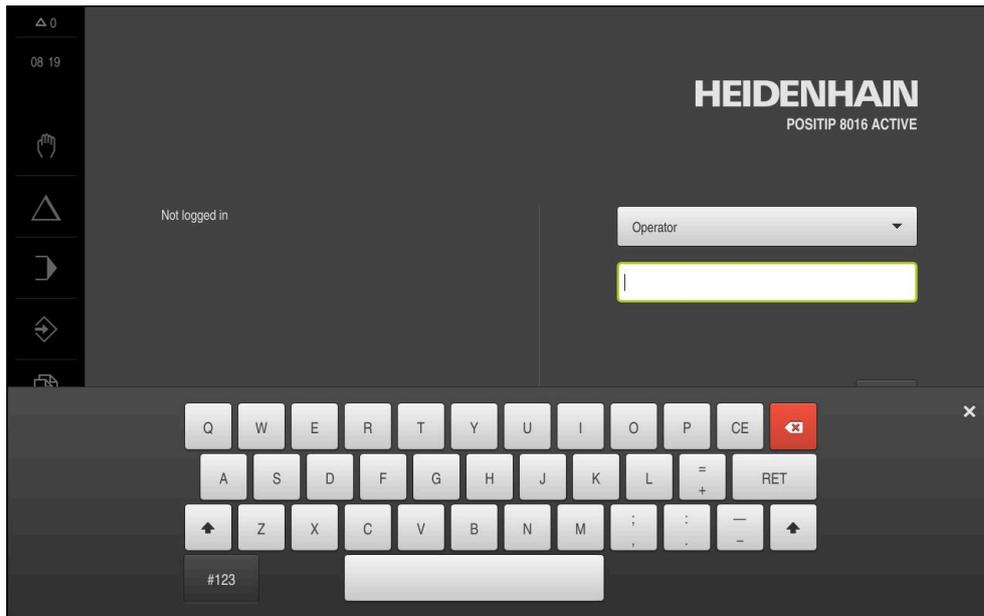 0
08 19
HEIDENHAIN
POSITIP 8016 ACTIVE
Not logged in
Operator
Q W E R T Y U I O P CE
A S D F G H J K L = + RET
Z X C V B N M ; , : . — –
#123